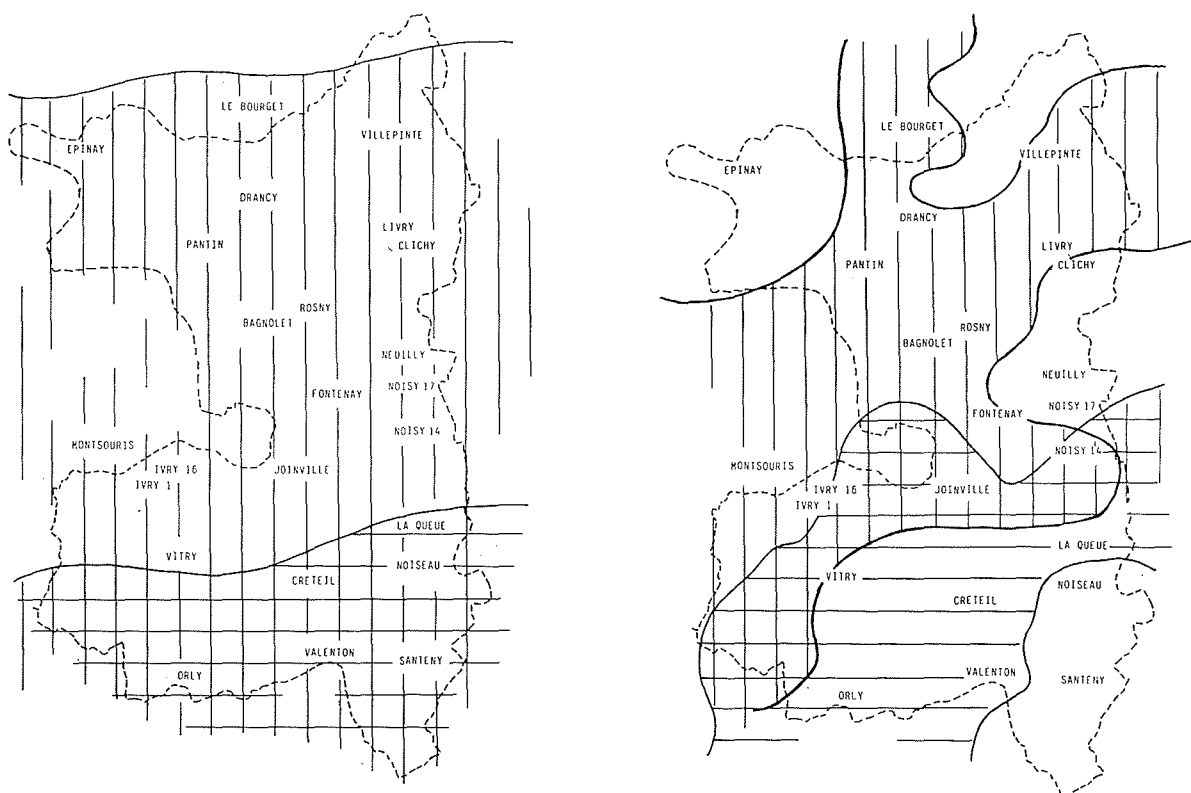 LE BOURGET
VILLEPINTE
EPINAY
DRANCY
LIVRY
CLICHY
PANTIN
ROSNY
BAGNOLET
NEUILLY
NOISY 17
FONTENAY
NOISY 14
MONTSOURIS
IVRY 16
JOINVILLE
IVRY 1
LA QUEUE
VITRY
NOISEAU
CRETEIL
VALENTON
SANTENY
ORLY
LE BOURGET
VILLEPINTE
EPINAY
DRANCY
LIVRY
CLICHY
PANTIN
ROSNY
BAGNOLET
NEUILLY
NOISY 17
FONTENAY
NOISY 14
MONTSOURIS
IVRY 16
JOINVILLE
IVRY 1
LA QUEUE
VITRY
NOISEAU
CRETEIL
VALENTON
SANTENY
ORLY